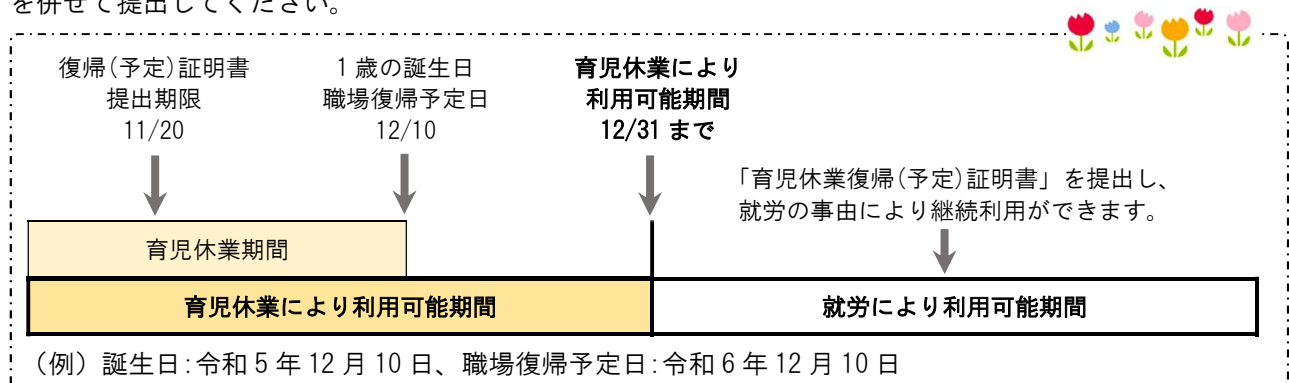 を併せて提出してください。
復帰(予定)証明書
提出期限
11/20
1歳の誕生日
職場復帰予定日
12/10
育児休業により
利用可能期間
12/31 まで
「育児休業復帰(予定)証明書」を提出し、
就労の事由により継続利用ができます。
育児休業期間
育児休業により利用可能期間
就労により利用可能期間
(例)誕生日:令和5年12月10日、職場復帰予定日:令和6年12月10日